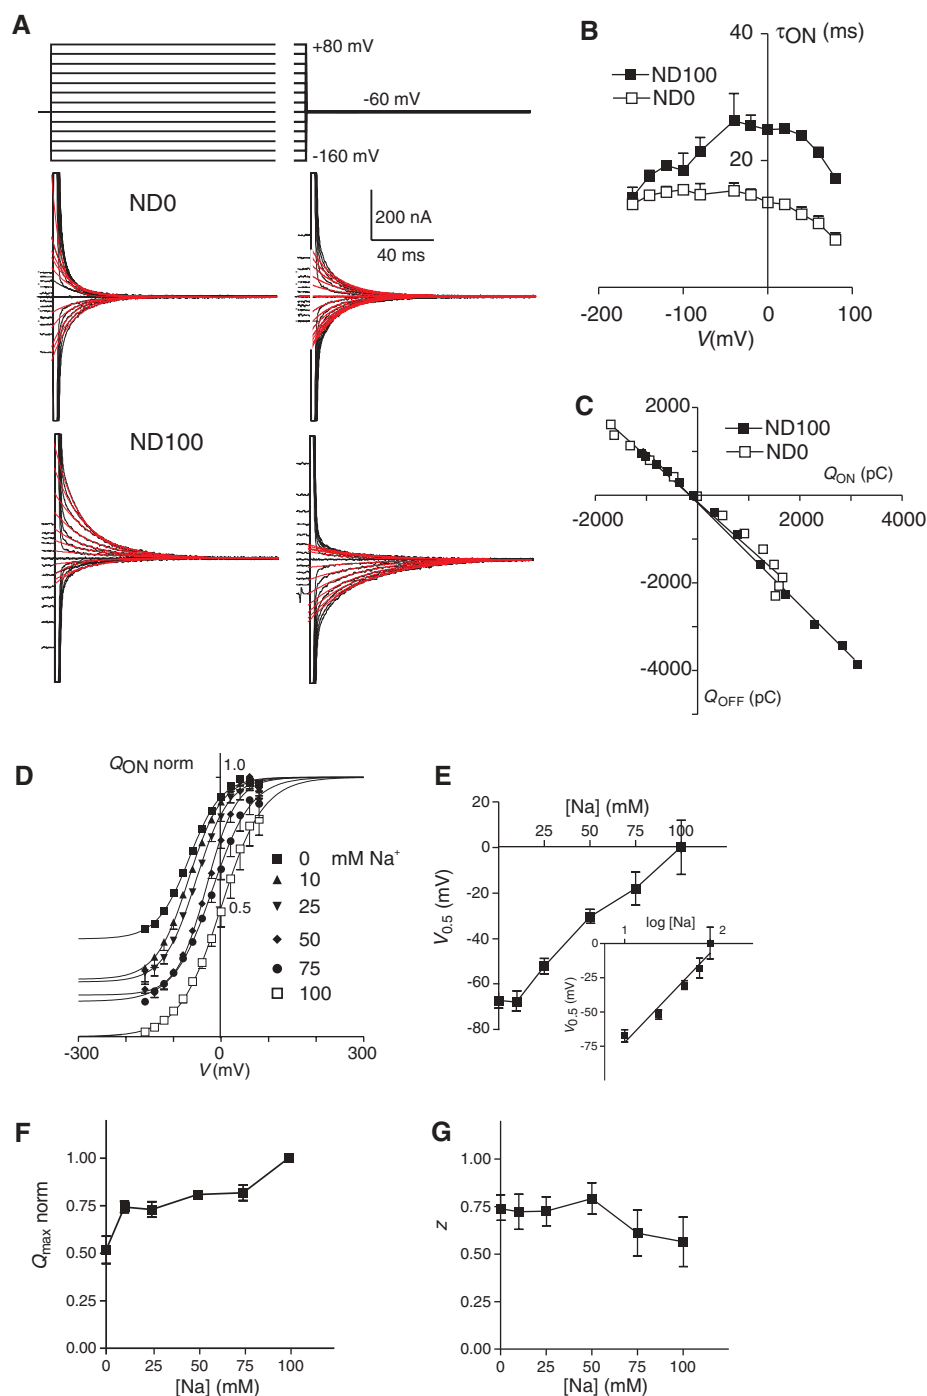 A
+80 mV
-60 mV
-160 mV
ND0
200 nA
40 ms
ND100
B
τON (ms)
40
ND100
ND0
20
-200
-100
0
100
V(mV)
C
2000
ND100
ND0
QON (pC)
-2000
0
2000
4000
-2000
-4000
QOFF (pC)
D
QON norm
1.0
0 mM Na+
10
25
0.5
50
75
100
-300
0
300
V(mV)
E
[Na] (mM)
20
25
50
75
100
0
-20
-40
-60
-80
V0.5 (mV)
log [Na]
1
2
0
-25
-50
-75
V0.5 (mV)
F
1.00
0.75
0.50
0.25
0.00
Qmax norm
0
25
50
75
100
[Na] (mM)
G
1.00
0.75
0.50
0.25
0.00
z
0
25
50
75
100
[Na] (mM)